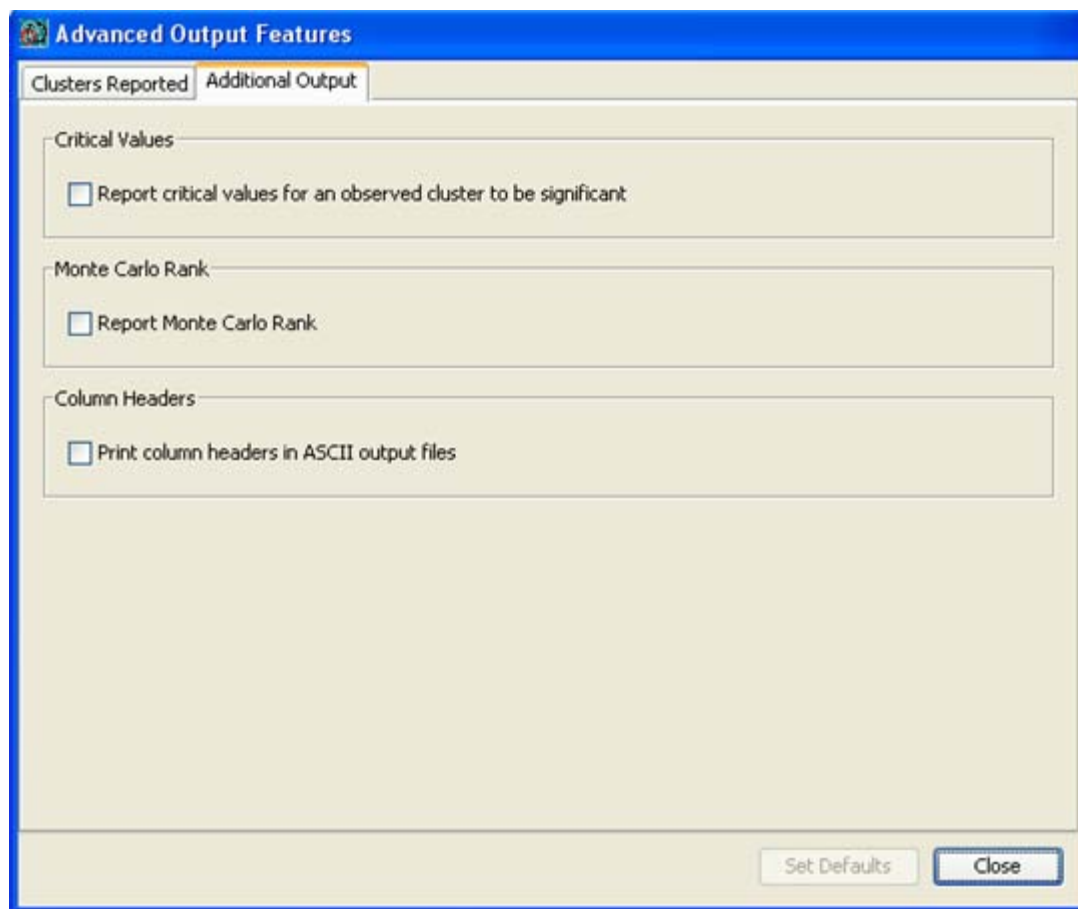 Advanced Output Features
Clusters Reported
Additional Output
Critical Values
Report critical values for an observed cluster to be significant
Monte Carlo Rank
Report Monte Carlo Rank
Column Headers
Print column headers in ASCII output files
Set Defaults
Close